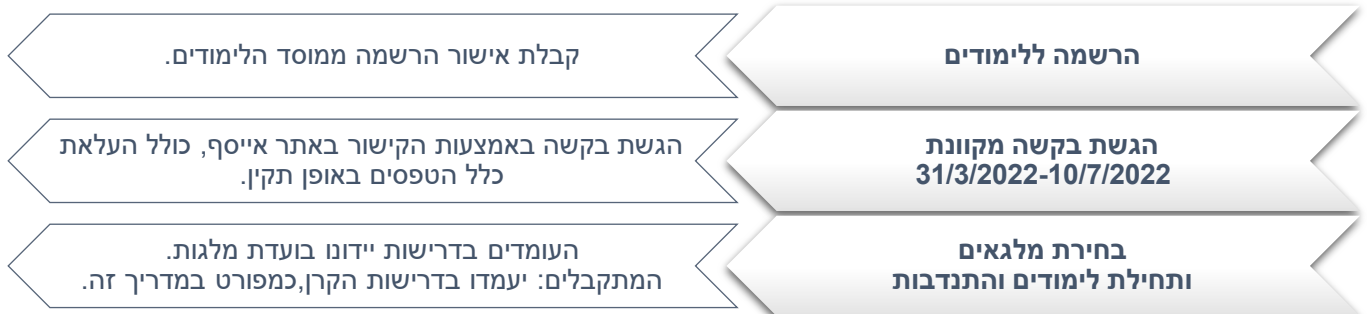 הרשמה ללימודים
קבלת אישור הרשמה ממוסד הלימודים.
הגשת בקשה מקוונת
31/3/2022-10/7/2022
הגשת בקשה באמצעות הקישור באתר אייסף, כולל העלאת
כלל הטפסים באופן תקין.
בחירת מלגאים
ותחילת לימודים והתנדבות
העומדים בדרישות יידונו בועדת מלגות.
המתקבלים: יעמדו בדרישות הקרן,כמפורט במדריך זה.